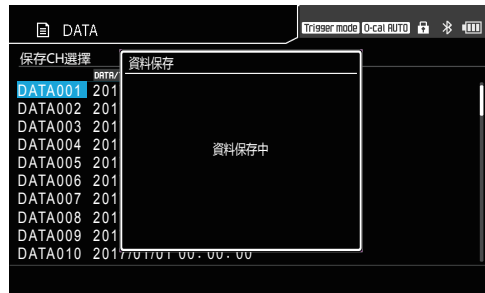 DATA Trigger mode 0-cal AUTO
保存CH選擇
資料保存
DATA/
DATA001 201
DATA002 201
DATA003 201
DATA004 201
資料保存中
DATA005 201
DATA006 201
DATA007 201
DATA008 201
DATA009 201
DATA010 2017/01/01 00:00:00